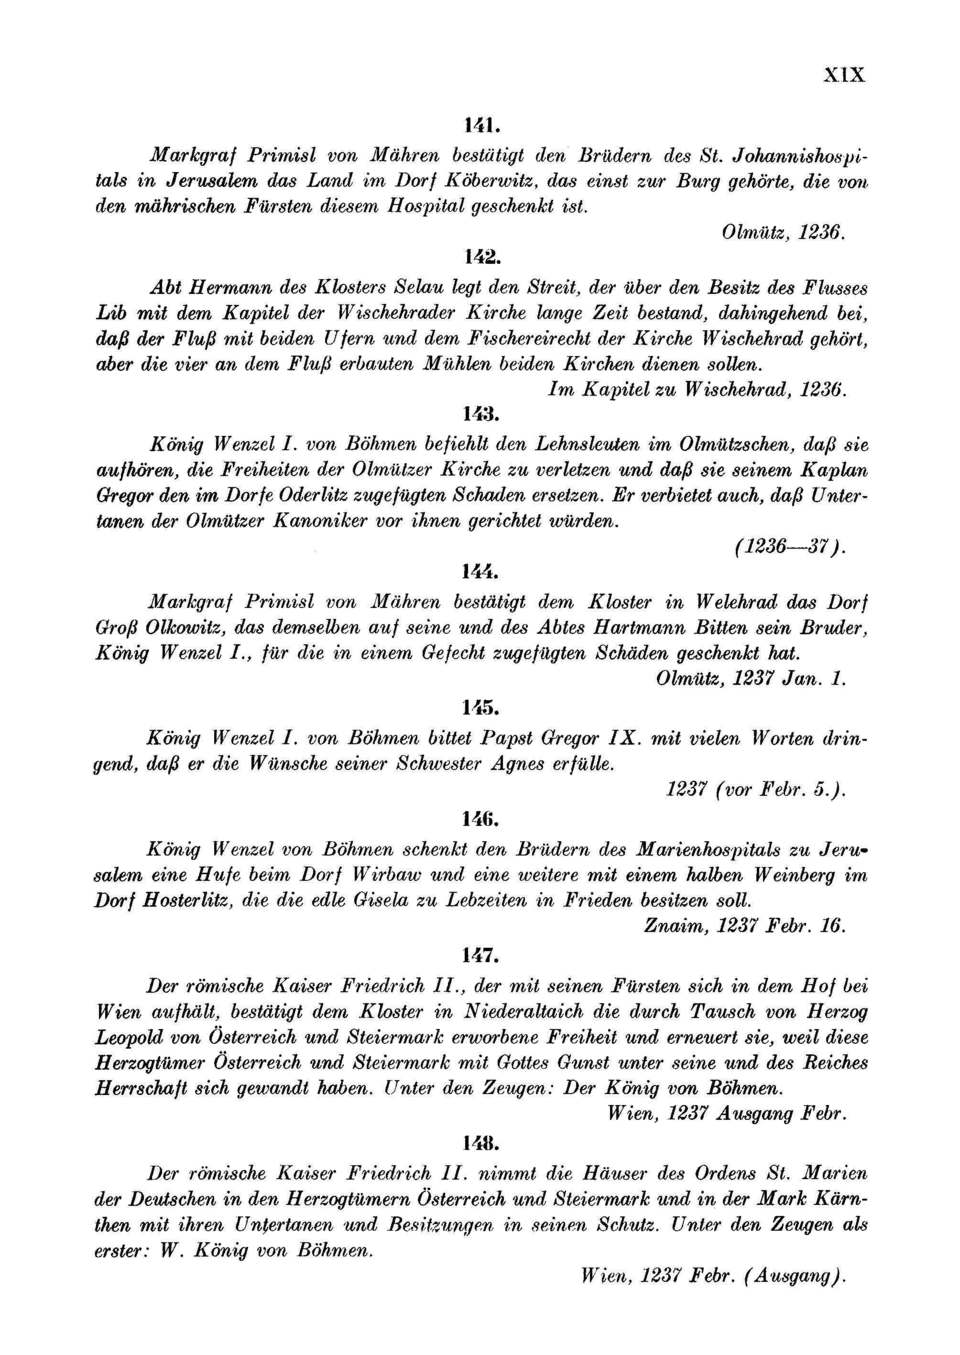 XIX
141.
Markgraf Primisl von Mähren bestätigt den Brüdern des St. Johannishospi-
tals in Jerusalem das Land im Dorf Köberwitz, das einst zur Burg gehörte, die von
den mährischen Fürsten diesem Hospital geschenkt ist.
Olmütz, 1236.
142.
Abt Hermann des Klosters Selau legt den Streit, der über den Besitz des Flusses
Lib mit dem Kapitel der Wischehrader Kirche lange Zeit bestand, dahingehend bei,
daß der Fluß mit beiden Ufern und dem Fischereirecht der Kirche Wischehrad gehört,
aber die vier an dem Fluß erbauten Mühlen beiden Kirchen dienen sollen.
Im Kapitel zu Wischehrad, 1236.
143.
König Wenzel I. von Böhmen befiehlt den Lehnsleuten im Olmützschen, daß sie
aufhören, die Freiheiten der Olmützer Kirche zu verletzen und daß sie seinem Kaplan
Gregor den im Dorfe Oderlitz zugefügten Schaden ersetzen. Er verbietet auch, daß Unter-
tanen der Olmützer Kanoniker vor ihnen gerichtet würden.
(1236—37).
144.
Markgraf Primisl von Mähren bestätigt dem Kloster in Welehrad das Dorf
Groß Olkowitz, das demselben auf seine und des Abtes Hartmann Bitten sein Bruder,
König Wenzel I., für die in einem Gefecht zugefügten Schäden geschenkt hat.
Olmütz, 1237 Jan. 1.
145.
König Wenzel I. von Böhmen bittet Papst Gregor IX. mit vielen Worten drin-
gend, daß er die Wünsche seiner Schwester Agnes erfülle.
1237 (vor Febr. 5.).
146.
König Wenzel von Böhmen schenkt den Brüdern des Marienhospitals zu Jeru-
salem eine Hufe beim Dorf Wirbaw und eine weitere mit einem halben Weinberg im
Dorf Hosterlitz, die die edle Gisela zu Lebzeiten in Frieden besitzen soll.
Znaim, 1237 Febr. 16.
147.
Der römische Kaiser Friedrich II., der mit seinen Fürsten sich in dem Hof bei
Wien aufhält, bestätigt dem Kloster in Niederaltaich die durch Tausch von Herzog
Leopold von Österreich und Steiermark erworbene Freiheit und erneuert sie, weil diese
Herzogtümer Österreich und Steiermark mit Gottes Gunst unter seine und des Reiches
Herrschaft sich gewandt haben. Unter den Zeugen: Der König von Böhmen.
Wien, 1237 Ausgang Febr.
148.
Der römische Kaiser Friedrich II. nimmt die Häuser des Ordens St. Marien
der Deutschen in den Herzogtümern Österreich und Steiermark und in der Mark Kärn-
then mit ihren Untertanen und Besitzungen in seinen Schutz. Unter den Zeugen als
erster: W. König von Böhmen.
Wien, 1237 Febr. (Ausgang).